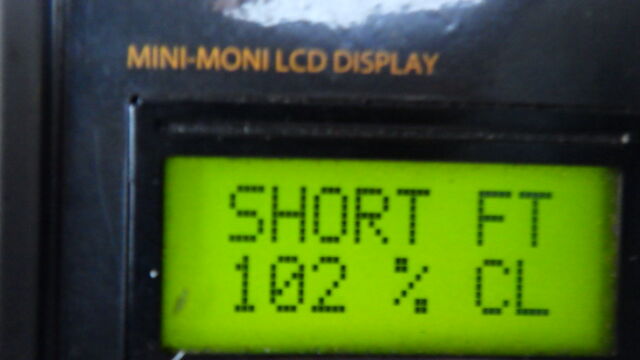 MINI-MONI LCD DISPLAY
SHORT FT
102 % CL